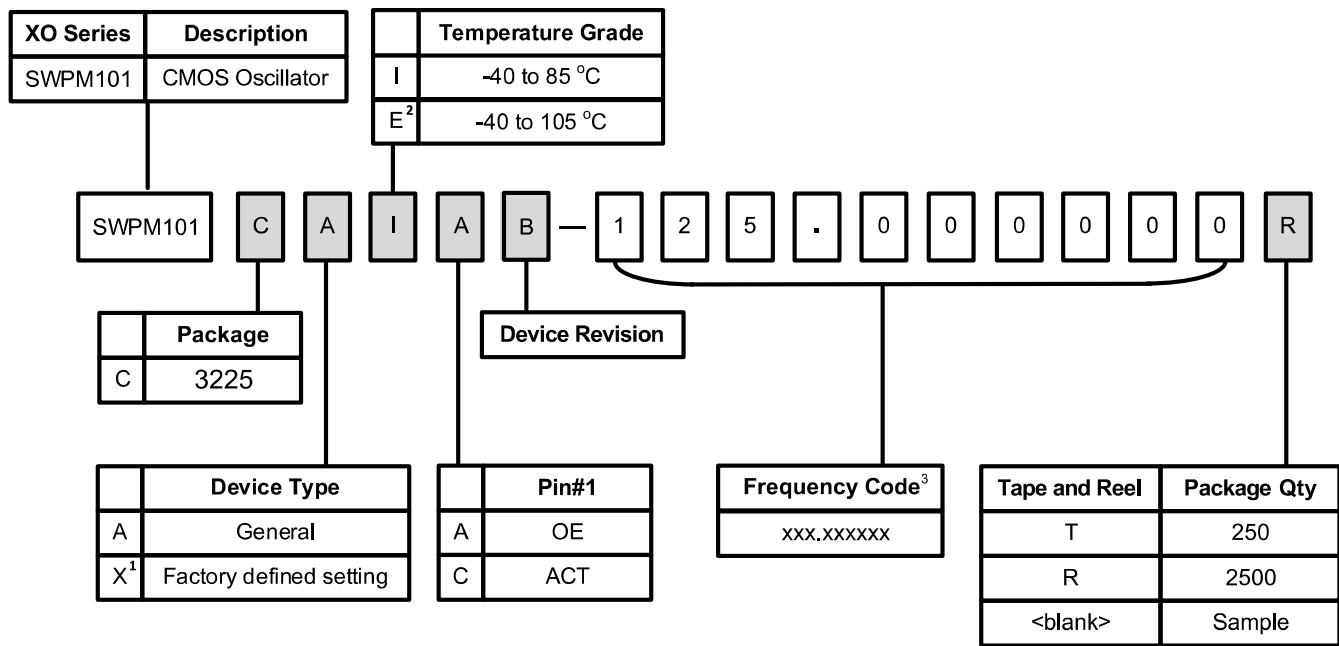 XO Series Description
SWPM101 CMOS Oscillator
Temperature Grade
I -40 to 85 °C
E² -40 to 105 °C
SWPM101 C A I A B — 1 2 5 . 0 0 0 0 0 0 R
Package
C 3225
Device Revision
Device Type
A General
X¹ Factory defined setting
Pin#1
A OE
C ACT
Frequency Code³
xxx.xxxxxx
Tape and Reel Package Qty
T 250
R 2500
<blank> Sample